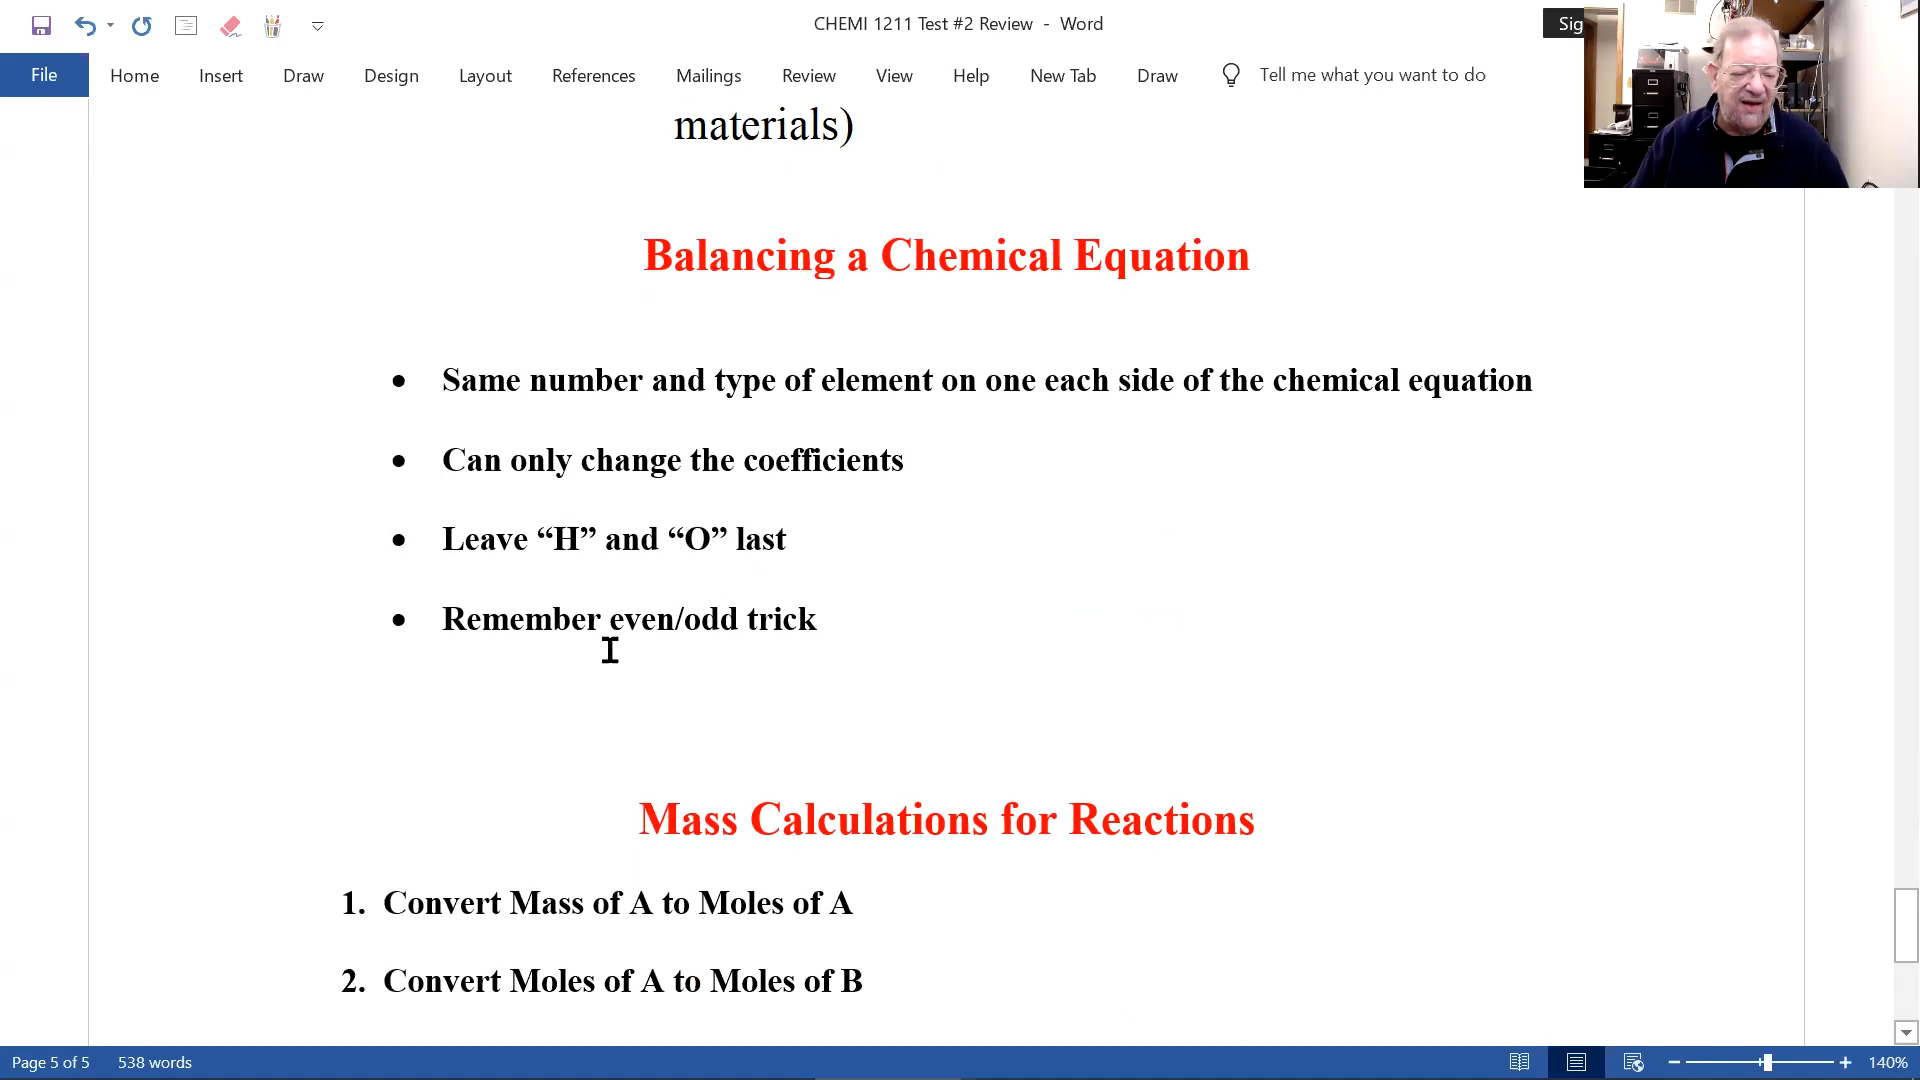 CHEMI 1211 Test #2 Review - Word
Sig
File Home Insert Draw Design Layout References Mailings Review View Help New Tab Draw Tell me what you want to do
materials)
Balancing a Chemical Equation
• Same number and type of element on one each side of the chemical equation
• Can only change the coefficients
• Leave “H” and “O” last
• Remember even/odd trick
Mass Calculations for Reactions
1. Convert Mass of A to Moles of A
2. Convert Moles of A to Moles of B
Page 5 of 5 538 words 140%